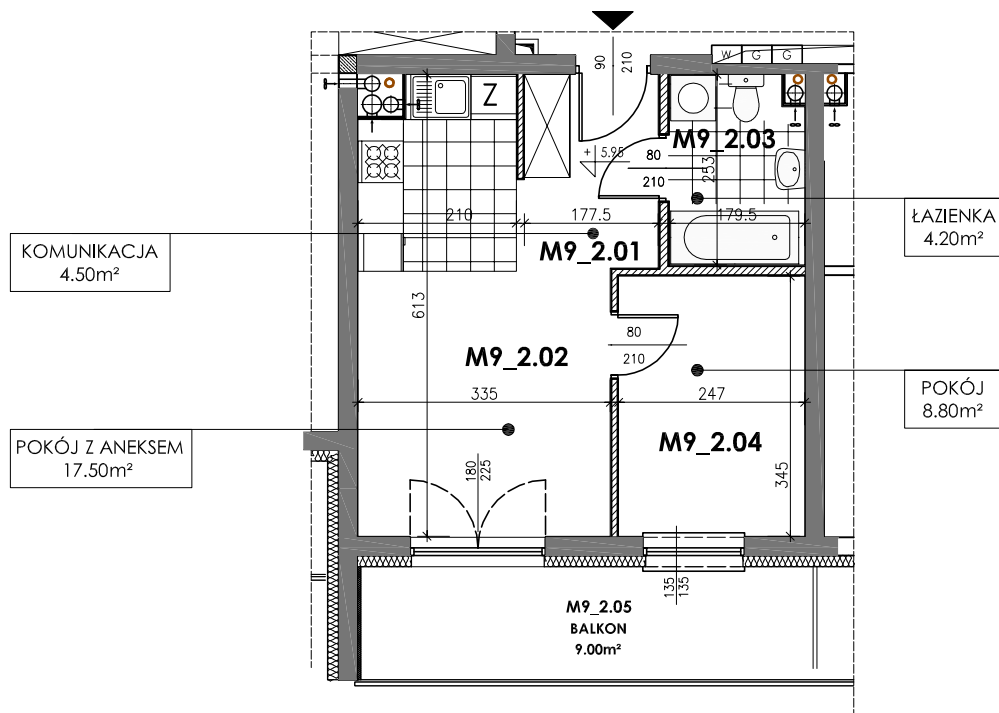 90
210
W G G
Z
+ 5.95
M9_2.03
80
210
253
210
177.5
179.5
ŁAZIENKA
4.20m²
KOMUNIKACJA
4.50m²
M9_2.01
613
80
210
M9_2.02
335
247
POKÓJ
8.80m²
POKÓJ Z ANEKSEM
17.50m²
M9_2.04
345
180
225
135
135
M9_2.05
BALKON
9.00m²